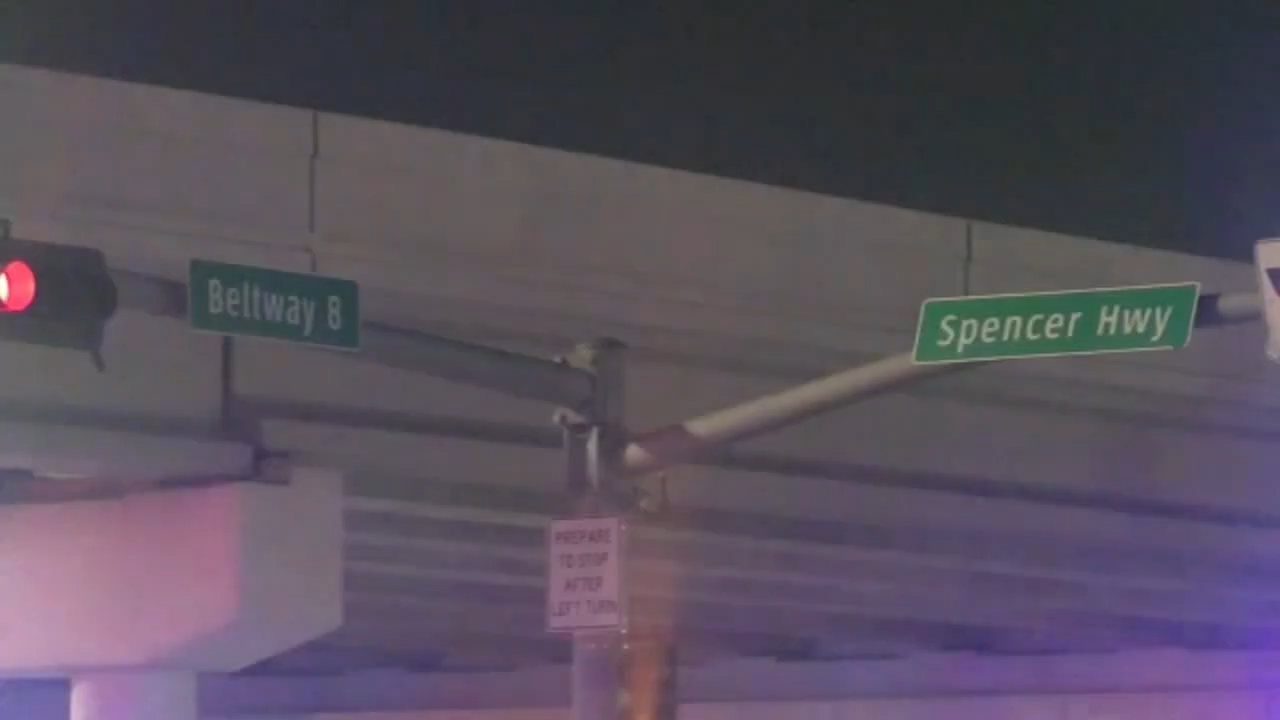 Beltway 8
Spencer Hwy
PREPARE
TO STOP
AFTER
LEFT TURN